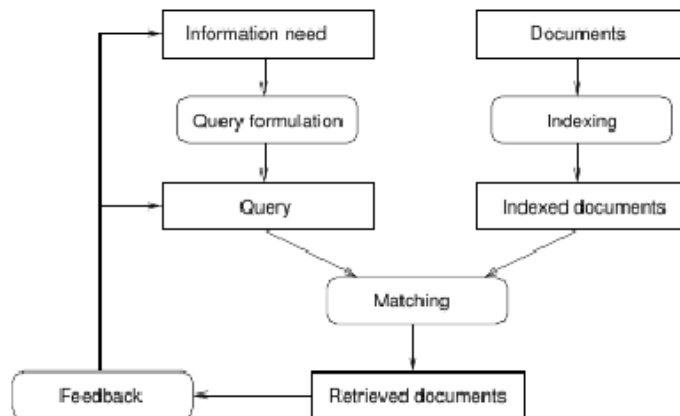 Information need
Documents
Query formulation
Indexing
Query
Indexed documents
Matching
Feedback
Retrieved documents